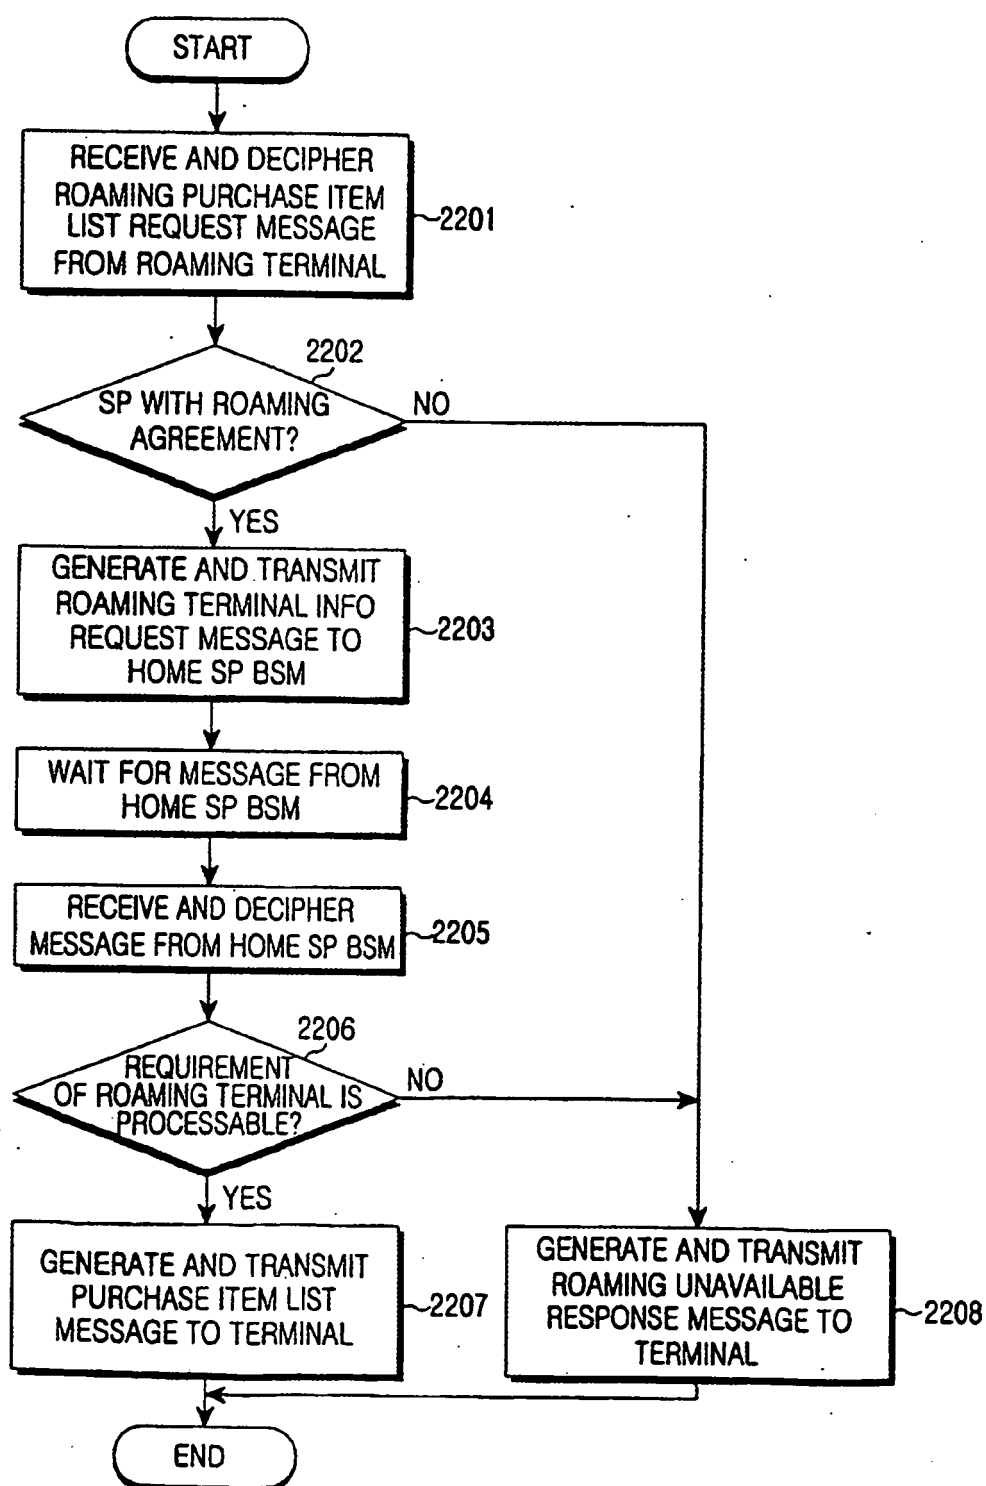 START
RECEIVE AND DECIPHER
ROAMING PURCHASE ITEM
LIST REQUEST MESSAGE
FROM ROAMING TERMINAL
2201
2202
SP WITH ROAMING
AGREEMENT?
NO
YES
GENERATE AND TRANSMIT
ROAMING TERMINAL INFO
REQUEST MESSAGE TO
HOME SP BSM
2203
WAIT FOR MESSAGE FROM
HOME SP BSM
2204
RECEIVE AND DECIPHER
MESSAGE FROM HOME SP BSM
2205
2206
REQUIREMENT
OF ROAMING TERMINAL IS
PROCESSABLE?
NO
YES
GENERATE AND TRANSMIT
PURCHASE ITEM LIST
MESSAGE TO TERMINAL
2207
GENERATE AND TRANSMIT
ROAMING UNAVAILABLE
RESPONSE MESSAGE TO
TERMINAL
2208
END